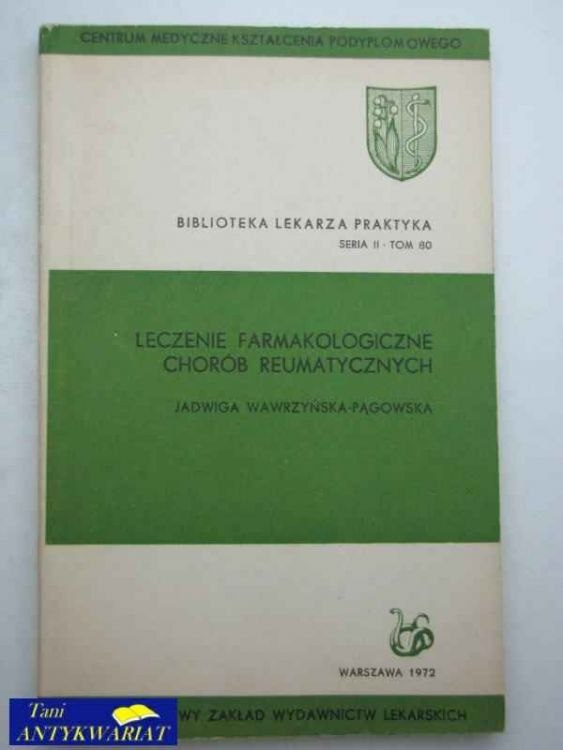 CENTRUM MEDYCZNE KSZTAŁCENIA PODYPLOMOWEGO
BIBLIOTEKA LEKARZA PRAKTYKA
SERIA II · TOM 80
LECZENIE FARMAKOLOGICZNE
CHORÓB REUMATYCZNYCH
JADWIGA WAWRZYŃSKA-PĄGOWSKA
WARSZAWA 1972
WY ZAKŁAD WYDAWNICTW LEKARSKICH
Tani
ANTYKWARIAT